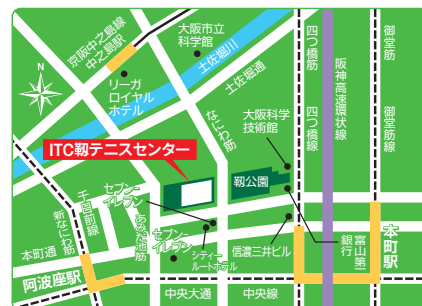 京阪中之島線
中之島駅
大阪市立
科学館
土佐堀川
土佐堀通
四つ橋筋
四つ橋線
阪神高速環状線
御堂筋
御堂筋線
N
リーガ
ロイヤル
ホテル
なにわ筋
大阪科学
技術館
ITC靭テニスセンター
靭公園
セブン-
イレブン
千日前線
新なにわ筋
あみだ池筋
セブン-
イレブン
シティー
ルートホテル
信濃三井ビル
富山第一
銀行
本町駅
本町通
阿波座駅
中央大通
中央線